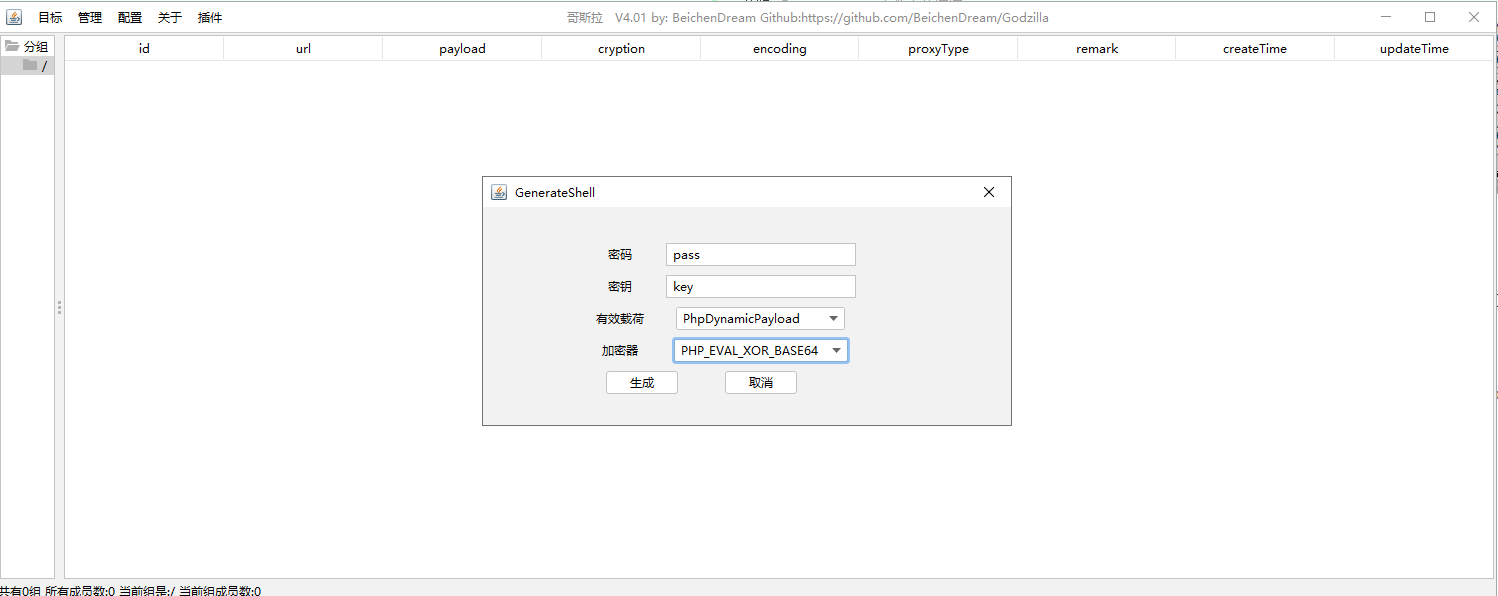 目标 管理 配置 关于 插件 哥斯拉 V4.01 by: BeichenDream Github:https://github.com/BeichenDream/Godzilla
分组 id url payload cryption encoding proxyType remark createTime updateTime
/
GenerateShell
密码 pass
密钥 key
有效载荷 PhpDynamicPayload
加密器 PHP_EVAL_XOR_BASE64
生成 取消
共有0组 所有成员数:0 当前组是:/ 当前组成员数:0